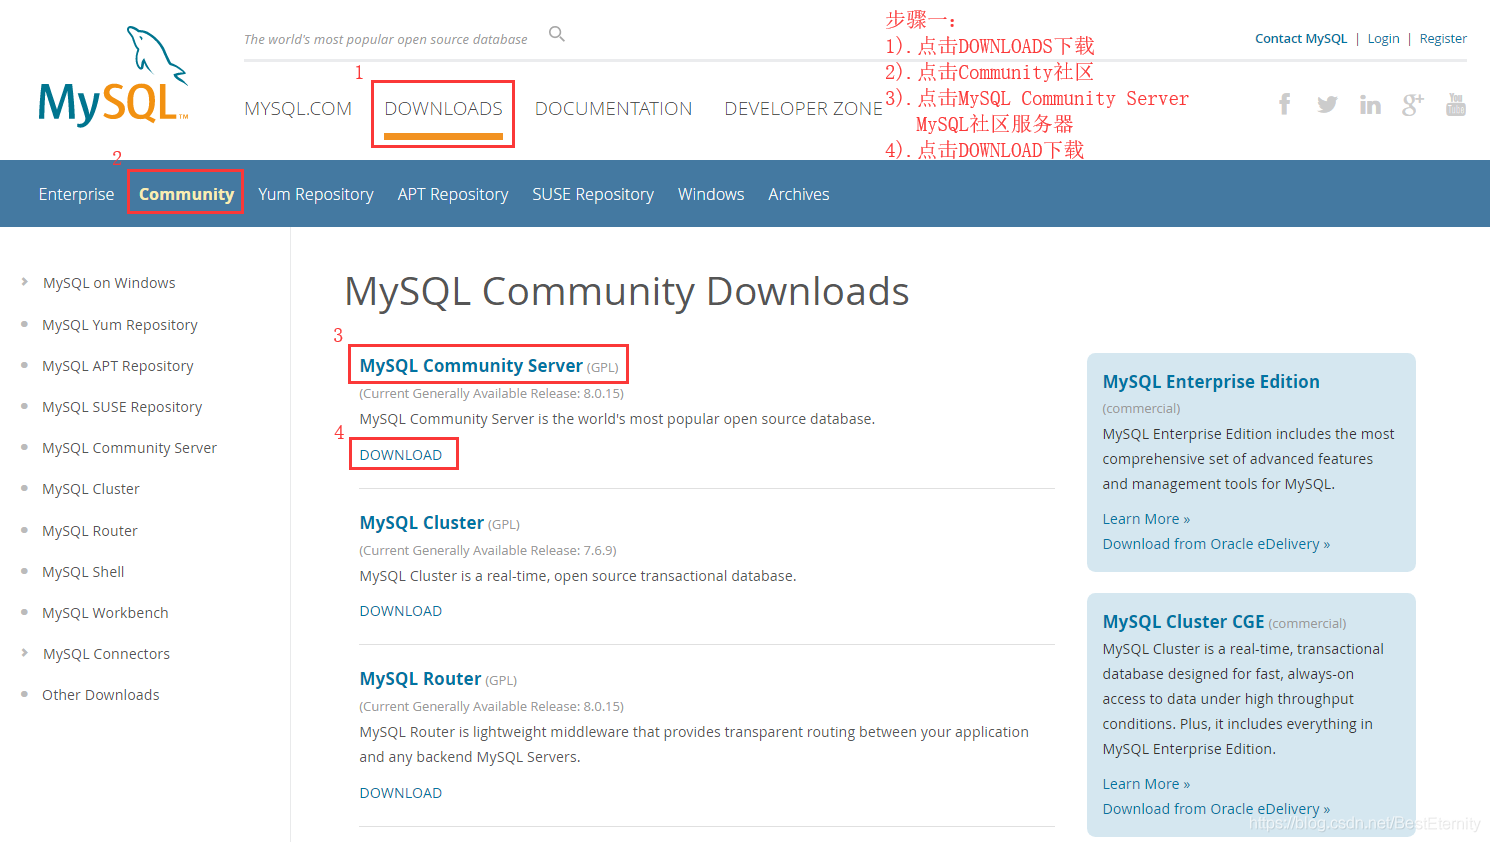 The world's most popular open source database
步骤一：
1).点击DOWNLOADS下载
2).点击Community社区
3).点击MySQL Community Server
MySQL社区服务器
4).点击DOWNLOAD下载
Contact MySQL | Login | Register
MySQL™
1
MYSQL.COM DOWNLOADS DOCUMENTATION DEVELOPER ZONE
You Tube
2
Enterprise Community Yum Repository APT Repository SUSE Repository Windows Archives
MySQL on Windows
MySQL Yum Repository
MySQL APT Repository
MySQL SUSE Repository
MySQL Community Server
MySQL Cluster
MySQL Router
MySQL Shell
MySQL Workbench
MySQL Connectors
Other Downloads
MySQL Community Downloads
3
MySQL Community Server (GPL)
(Current Generally Available Release: 8.0.15)
MySQL Community Server is the world's most popular open source database.
4
DOWNLOAD
MySQL Cluster (GPL)
(Current Generally Available Release: 7.6.9)
MySQL Cluster is a real-time, open source transactional database.
DOWNLOAD
MySQL Router (GPL)
(Current Generally Available Release: 8.0.15)
MySQL Router is lightweight middleware that provides transparent routing between your application
and any backend MySQL Servers.
DOWNLOAD
MySQL Enterprise Edition
(commercial)
MySQL Enterprise Edition includes the most
comprehensive set of advanced features
and management tools for MySQL.
Learn More »
Download from Oracle eDelivery »
MySQL Cluster CGE (commercial)
MySQL Cluster is a real-time, transactional
database designed for fast, always-on
access to data under high throughput
conditions. Plus, it includes everything in
MySQL Enterprise Edition.
Learn More »
Download from Oracle eDelivery »
https://blog.csdn.net/BestEternity